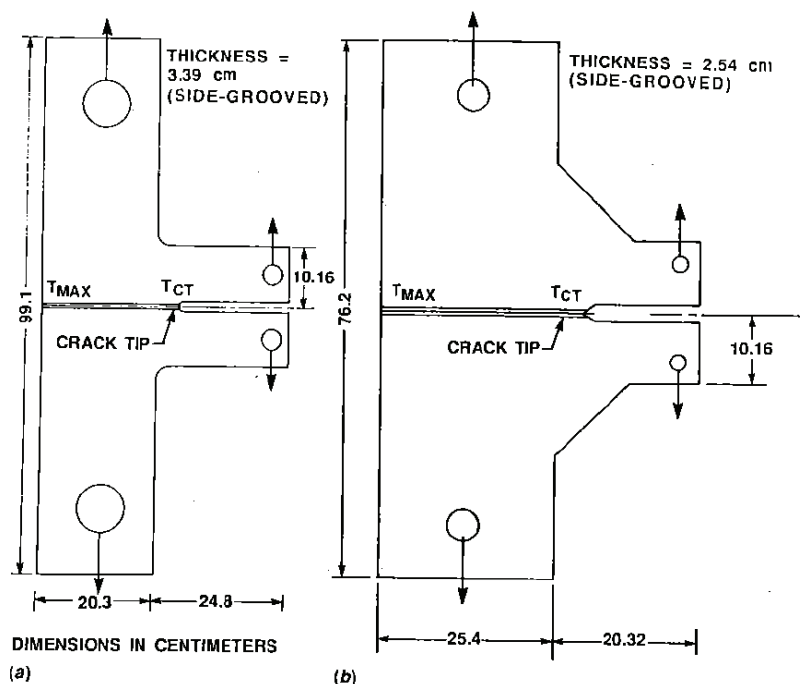 THICKNESS =
3.39 cm
(SIDE-GROOVED)
THICKNESS = 2.54 cm
(SIDE-GROOVED)
99.1
TMAX
TCT
10.16
CRACK TIP
76.2
TMAX
TCT
CRACK TIP
10.16
20.3
24.8
25.4
20.32
DIMENSIONS IN CENTIMETERS
(a)
(b)